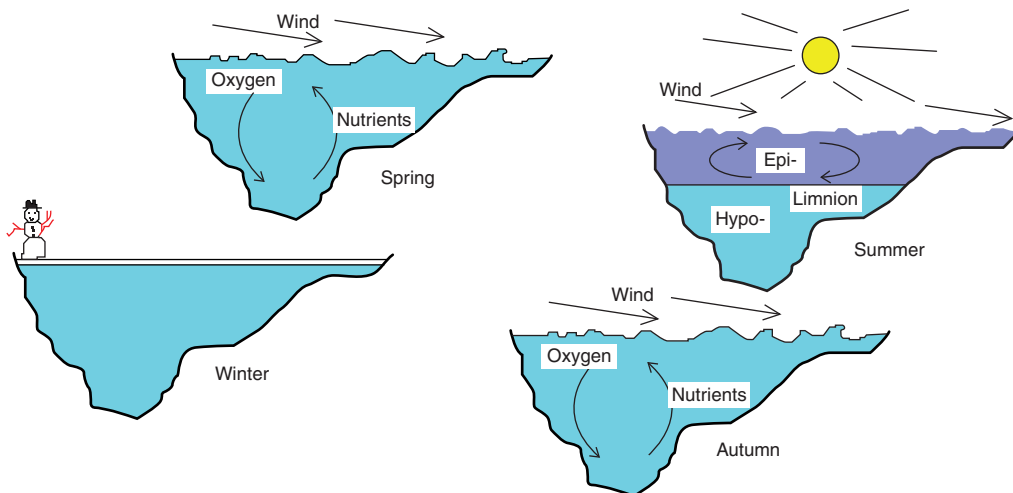 Wind
Oxygen
Nutrients
Spring
Wind
Epi-
Limnion
Hypo-
Summer
Winter
Wind
Oxygen
Nutrients
Autumn